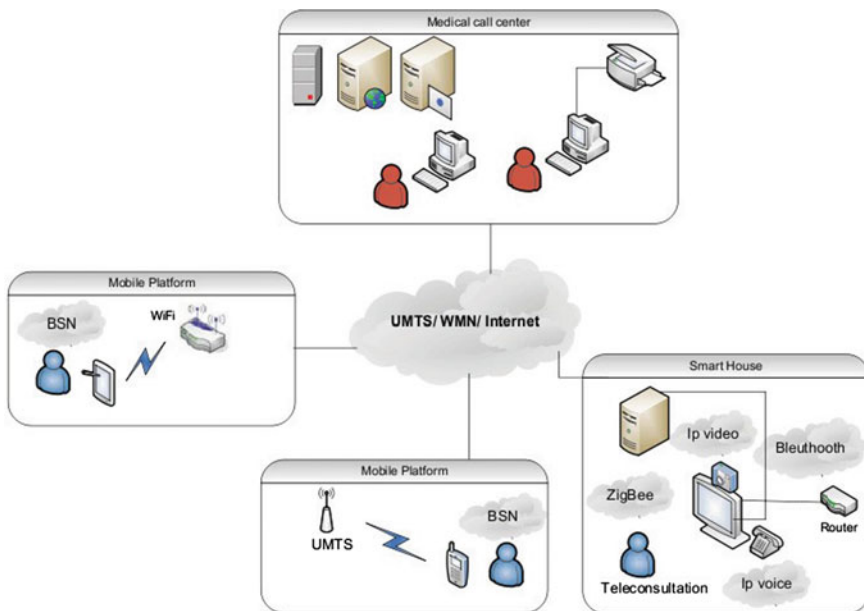 Medical call center
Mobile Platform
BSN
WiFi
UMTS/ WMN/ Internet
Smart House
Ip video
Bleuthooth
ZigBee
Router
Teleconsultation
Ip voice
Mobile Platform
UMTS
BSN